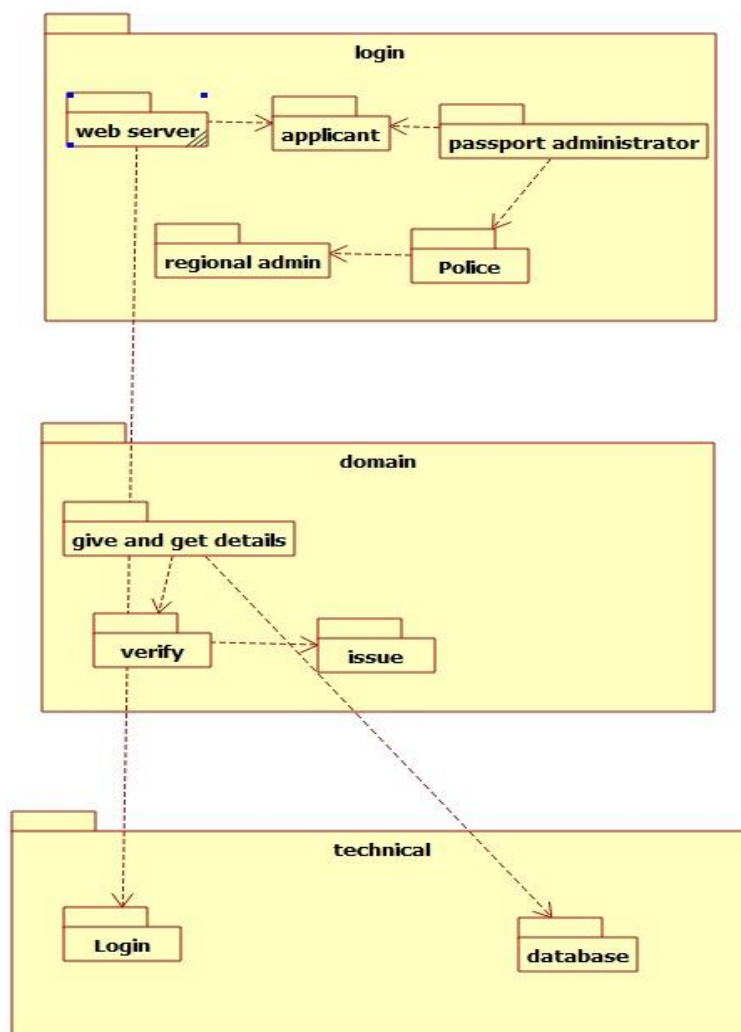 login
web server
applicant
passport administrator
regional admin
Police
domain
give and get details
verify
issue
technical
Login
database